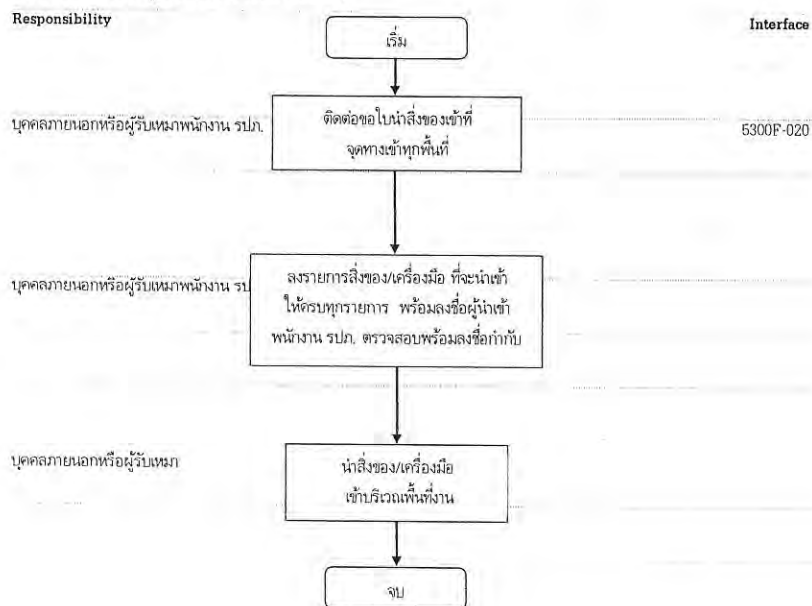 Responsibility
Interface
เริ่ม
บุคคลภายนอกหรือผู้รับเหมาพนักงาน รปภ.
ติดต่อขอใบนำสิ่งของเข้าที่
จุดทางเข้าทุกพื้นที่
5300F-020
บุคคลภายนอกหรือผู้รับเหมาพนักงาน รป
ลงรายการสิ่งของ/เครื่องมือ ที่จะนำเข้า
ให้ครบทุกรายการ พร้อมลงชื่อผู้นำเข้า
พนักงาน รปภ. ตรวจสอบพร้อมลงชื่อกำกับ
บุคคลภายนอกหรือผู้รับเหมา
นำสิ่งของ/เครื่องมือ
เข้าบริเวณพื้นที่งาน
จบ